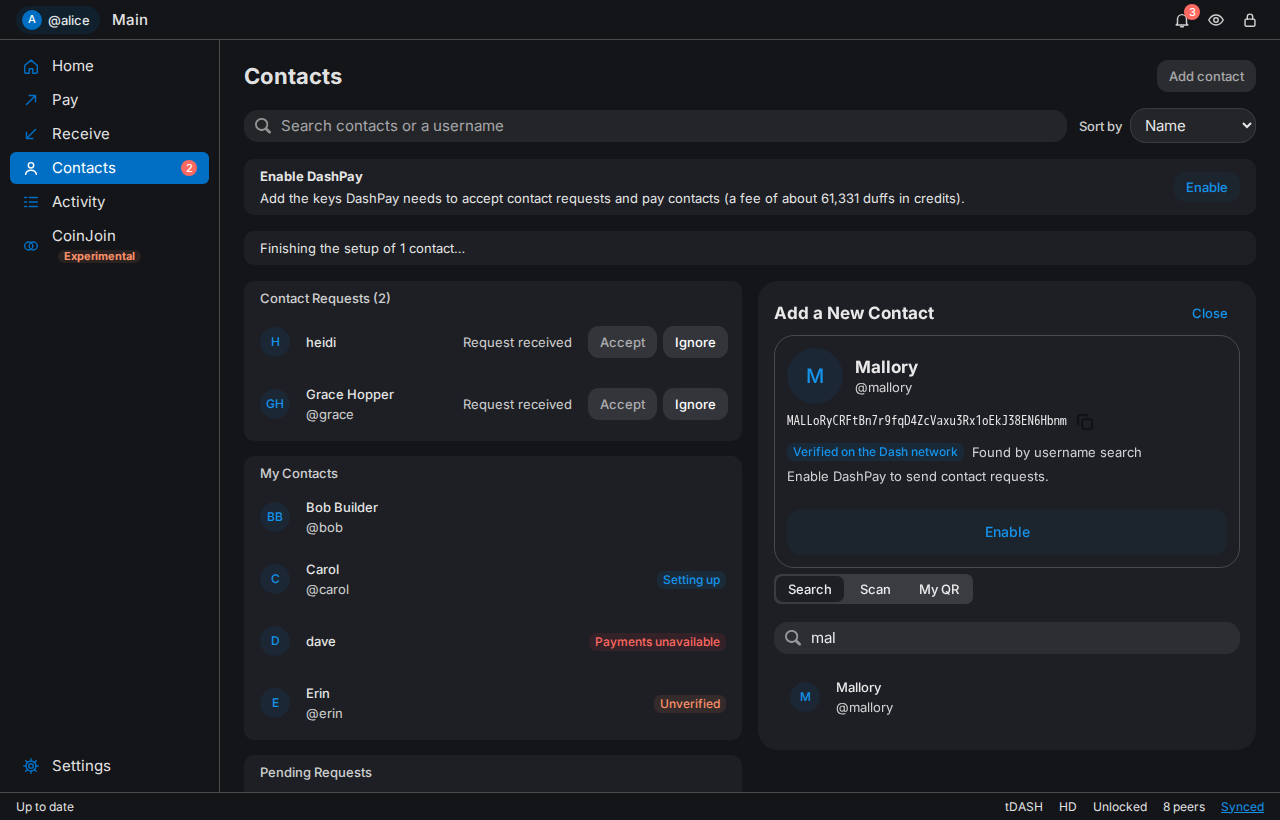 A @alice Main 3
Home
Pay
Receive
Contacts 2
Activity
CoinJoin
Experimental
Settings
Contacts
Add contact
Search contacts or a username
Sort by Name
Enable DashPay
Add the keys DashPay needs to accept contact requests and pay contacts (a fee of about 61,331 duffs in credits).
Enable
Finishing the setup of 1 contact...
Contact Requests (2)
H heidi Request received Accept Ignore
GH Grace Hopper
@grace
Request received Accept Ignore
My Contacts
BB Bob Builder
@bob
C Carol
@carol
Setting up
D dave Payments unavailable
E Erin
@erin
Unverified
Pending Requests
Add a New Contact Close
M Mallory
@mallory
MALLoRyCRFtBn7r9fqD4ZcVaxu3Rx1oEkJ38EN6Hbnm
Verified on the Dash network Found by username search
Enable DashPay to send contact requests.
Enable
Search Scan My QR
mal
M Mallory
@mallory
Up to date tDASH HD Unlocked 8 peers Synced